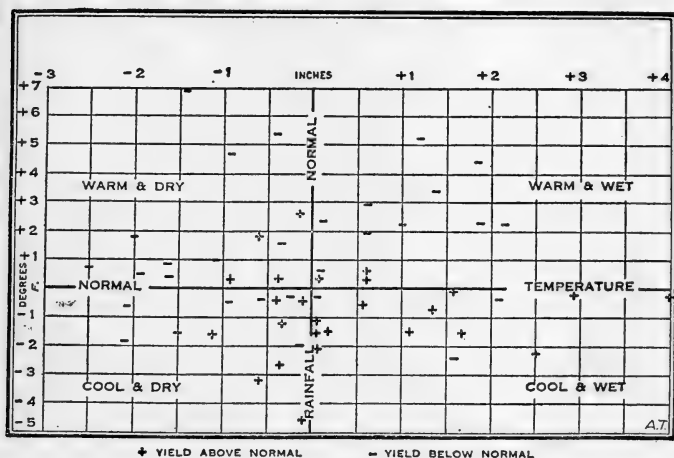 -3 -2 -1 INCHES +1 +2 +3 +4
+7
+5
+4
WARM & DRY
NORMAL
WARM & WET
+3
+2
+1
DEGREES F.
NORMAL
TEMPERATURE
-1
-2
-3
COOL & DRY
RAINFALL
COOL & WET
-4
-5
A.T.
+ YIELD ABOVE NORMAL - YIELD BELOW NORMAL